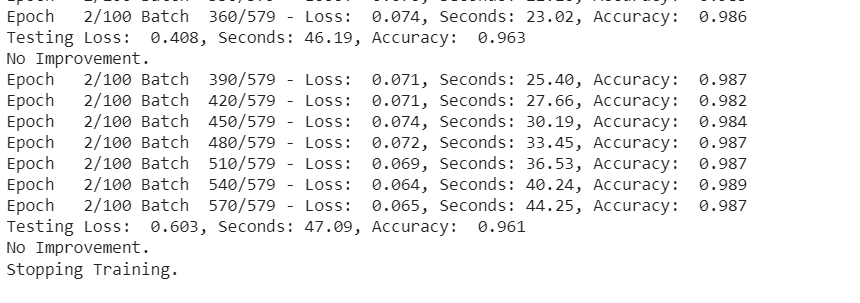 Epoch   2/100 Batch  360/579 - Loss:  0.074, Seconds: 23.02, Accuracy:  0.986
Testing Loss:  0.408, Seconds: 46.19, Accuracy:  0.963
No Improvement.
Epoch   2/100 Batch  390/579 - Loss:  0.071, Seconds: 25.40, Accuracy:  0.987
Epoch   2/100 Batch  420/579 - Loss:  0.071, Seconds: 27.66, Accuracy:  0.982
Epoch   2/100 Batch  450/579 - Loss:  0.074, Seconds: 30.19, Accuracy:  0.984
Epoch   2/100 Batch  480/579 - Loss:  0.072, Seconds: 33.45, Accuracy:  0.987
Epoch   2/100 Batch  510/579 - Loss:  0.069, Seconds: 36.53, Accuracy:  0.987
Epoch   2/100 Batch  540/579 - Loss:  0.064, Seconds: 40.24, Accuracy:  0.989
Epoch   2/100 Batch  570/579 - Loss:  0.065, Seconds: 44.25, Accuracy:  0.987
Testing Loss:  0.603, Seconds: 47.09, Accuracy:  0.961
No Improvement.
Stopping Training.